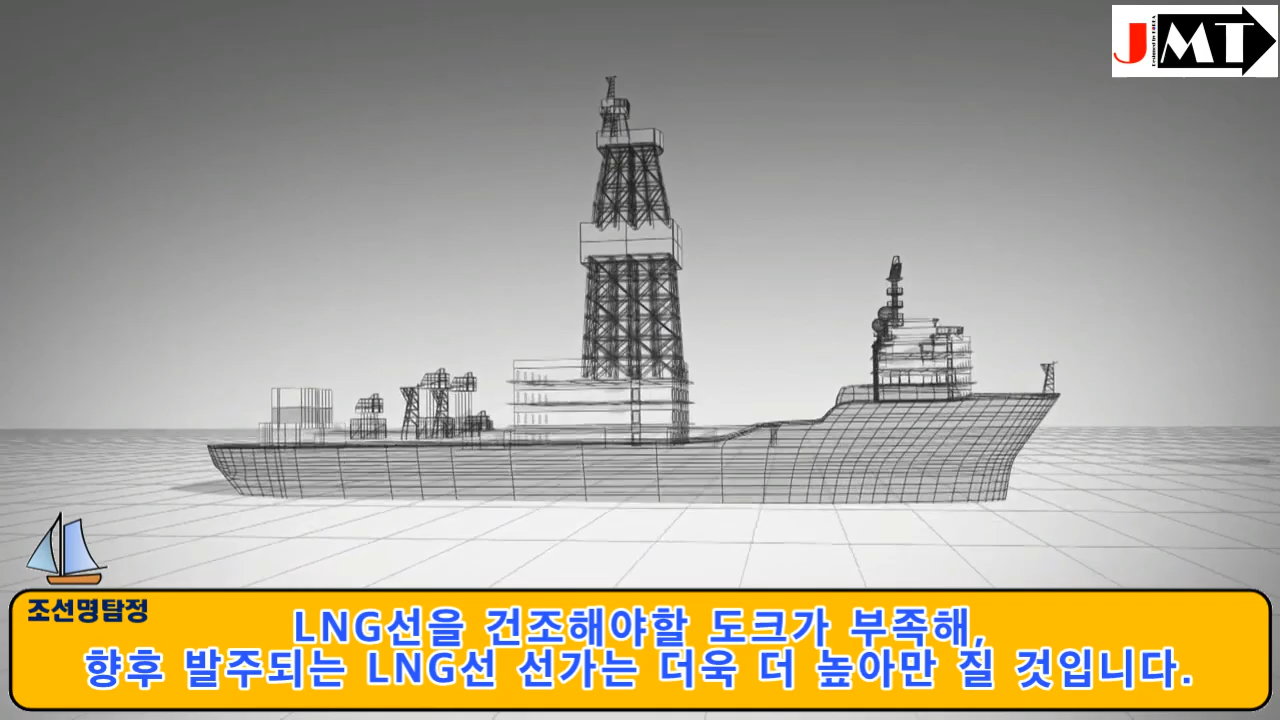 JMT
조선명탐정
LNG선을 건조해야할 도크가 부족해,
향후 발주되는 LNG선 선가는 더욱 더 높아만 질 것입니다.